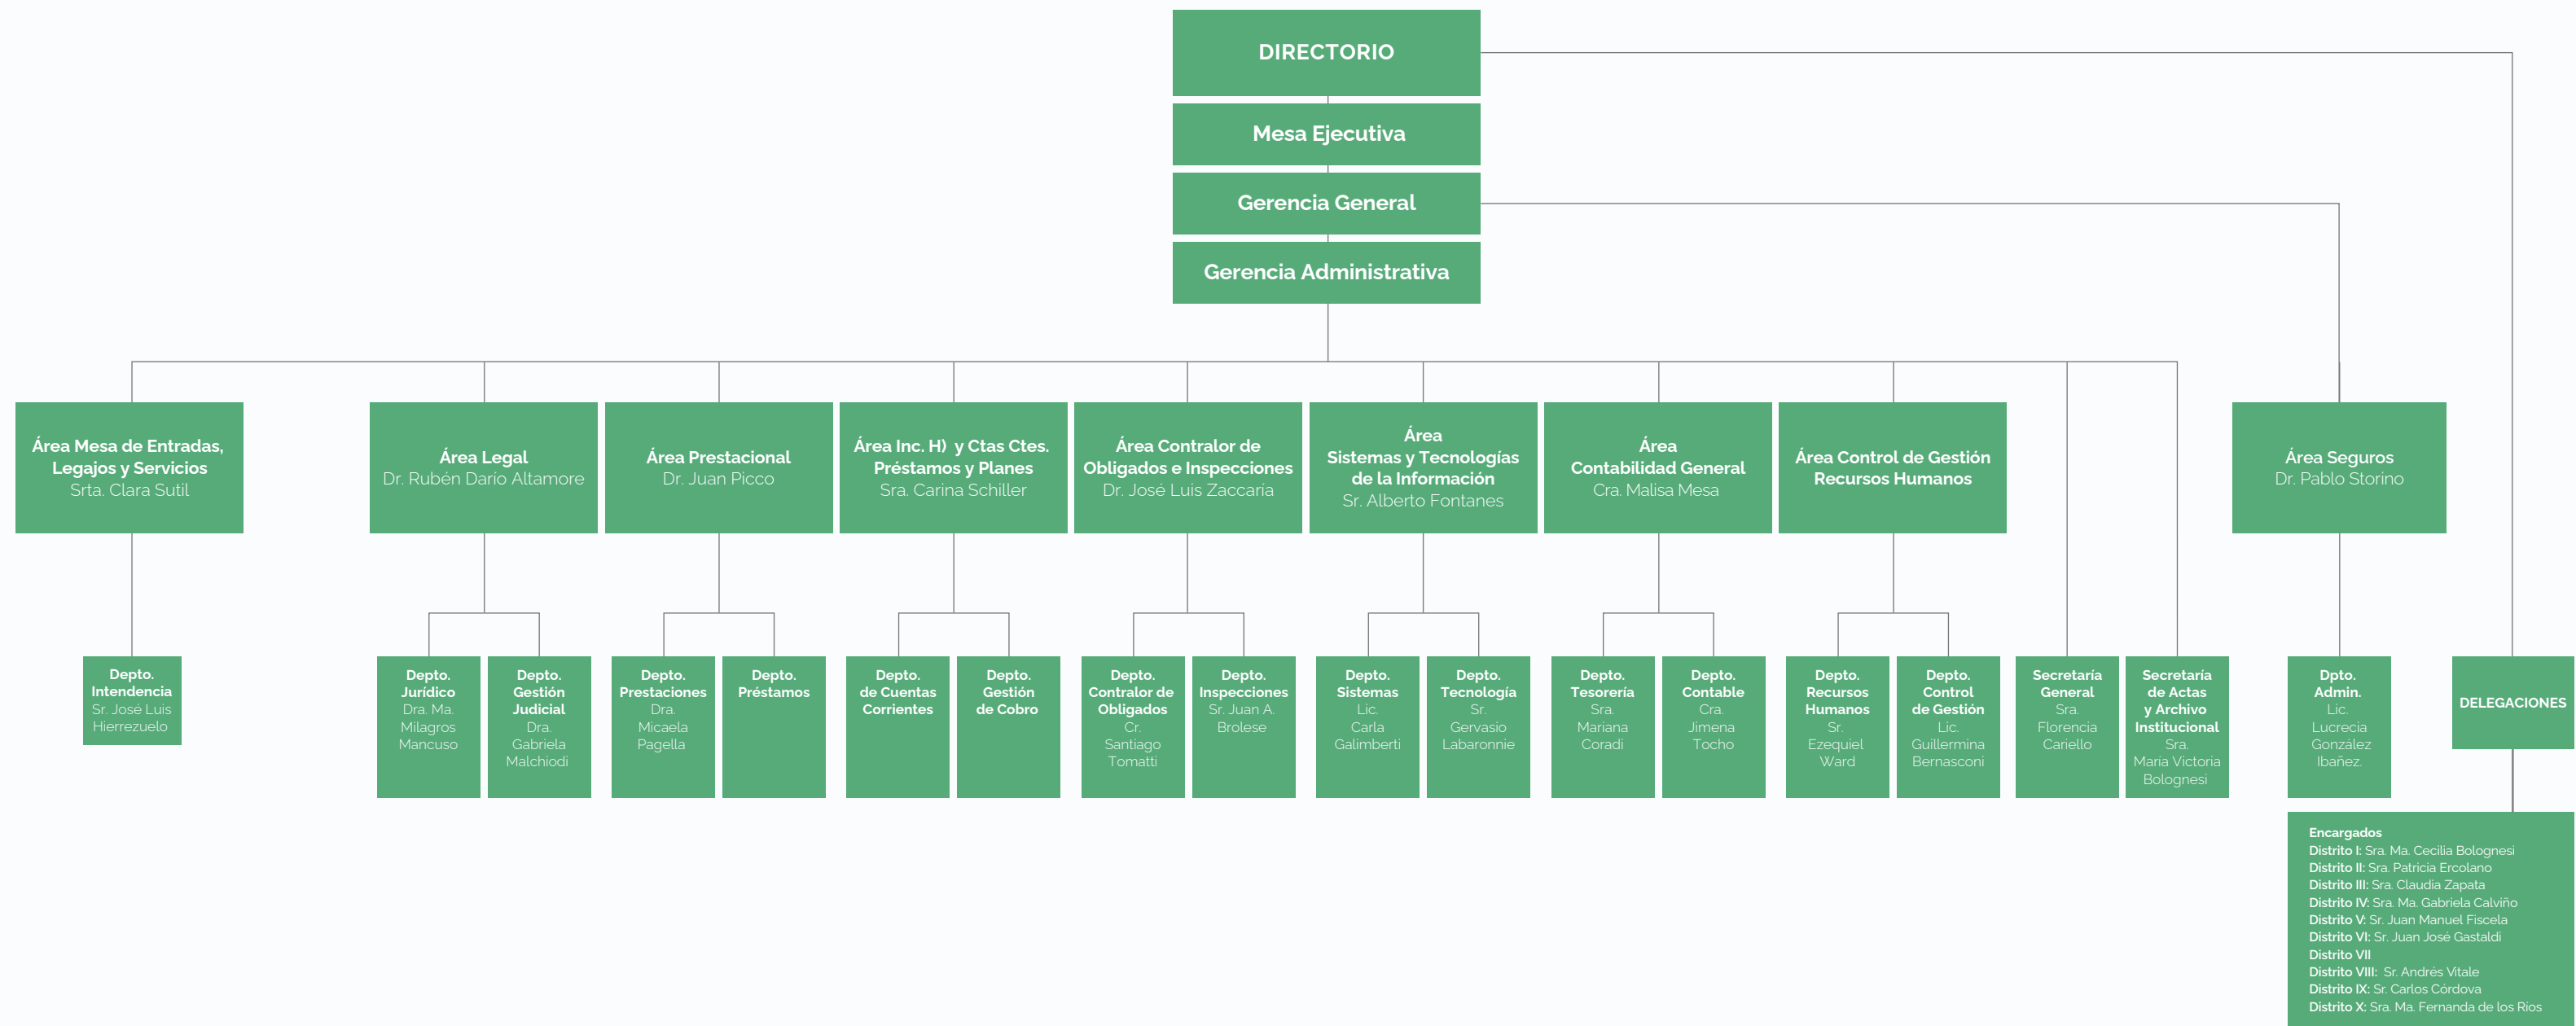 DIRECTORIO
Mesa Ejecutiva
Gerencia General
Gerencia Administrativa
Área Mesa de Entradas,
Legajos y Servicios
Srta. Clara Sutil
Área Legal
Dr. Rubén Darío Altamore
Área Prestacional
Dr. Juan Picco
Área Inc. H) y Ctas Ctes.
Préstamos y Planes
Sra. Carina Schiller
Área Contralor de
Obligados e Inspecciones
Dr. José Luis Zaccaría
Área
Sistemas y Tecnologías
de la Información
Sr. Alberto Fontanes
Área
Contabilidad General
Cra. Malisa Mesa
Área Control de Gestión
Recursos Humanos
Área Seguros
Dr. Pablo Storino
Depto.
Intendencia
Sr. José Luis
Hierrezuelo
Depto.
Jurídico
Dra. Ma.
Milagros
Mancuso
Depto.
Gestión
Judicial
Dra.
Gabriela
Malchiodi
Depto.
Prestaciones
Dra.
Micaela
Pagella
Depto.
Préstamos
Depto.
de Cuentas
Corrientes
Depto.
Gestión
de Cobro
Depto.
Contralor de
Obligados
Cr.
Santiago
Tomatti
Depto.
Inspecciones
Sr. Juan A.
Brolese
Depto.
Sistemas
Lic.
Carla
Galimberti
Depto.
Tecnología
Sr.
Gervasio
Labaronnie
Depto.
Tesorería
Sra.
Mariana
Coradi
Depto.
Contable
Cra.
Jimena
Tocho
Depto.
Recursos
Humanos
Sr.
Ezequiel
Ward
Depto.
Control
de Gestión
Lic.
Guillermina
Bernasconi
Secretaría
General
Sra.
Florencia
Cariello
Secretaría
de Actas
y Archivo
Institucional
Sra.
María Victoria
Bolognesi
Dpto.
Admin.
Lic.
Lucrecia
González
Ibañez.
DELEGACIONES
Encargados
Distrito I: Sra. Ma. Cecilia Bolognesi
Distrito II: Sra. Patricia Ercolano
Distrito III: Sra. Claudia Zapata
Distrito IV: Sra. Ma. Gabriela Calviño
Distrito V: Sr. Juan Manuel Fiscela
Distrito VI: Sr. Juan José Gastaldi
Distrito VII
Distrito VIII: Sr. Andrés Vitale
Distrito IX: Sr. Carlos Córdova
Distrito X: Sra. Ma. Fernanda de los Ríos